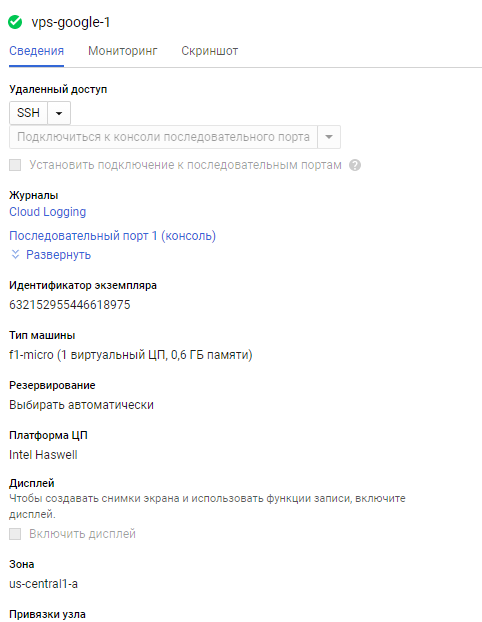 vps-google-1
Сведения Мониторинг Скриншот
Удаленный доступ
SSH
Подключиться к консоли последовательного порта
Установить подключение к последовательным портам ?
Журналы
Cloud Logging
Последовательный порт 1 (консоль)
Развернуть
Идентификатор экземпляра
632152955446618975
Тип машины
f1-micro (1 виртуальный ЦП, 0,6 ГБ памяти)
Резервирование
Выбирать автоматически
Платформа ЦП
Intel Haswell
Дисплей
Чтобы создавать снимки экрана и использовать функции записи, включите
дисплей.
Включить дисплей
Зона
us-central1-a
Привязки узла